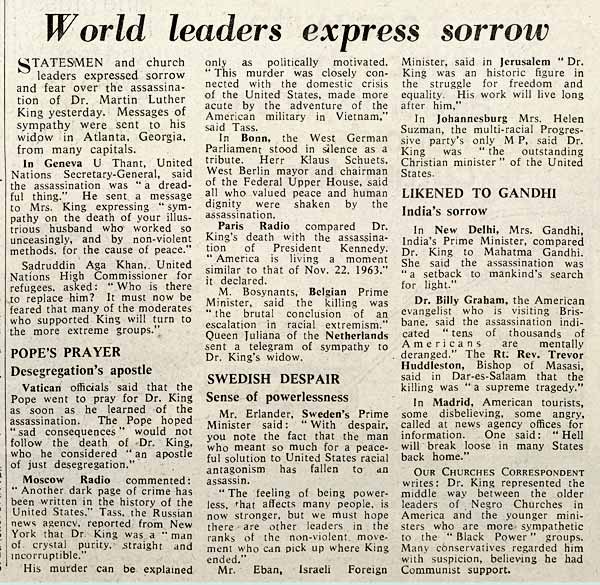 World leaders express sorrow
STATESMEN and church
leaders expressed sorrow
and fear over the assassina-
tion of Dr. Martin Luther
King yesterday. Messages of
sympathy were sent to his
widow in Atlanta, Georgia,
from many capitals.
In Geneva U Thant, United
Nations Secretary-General, said
the assassination was "a dread-
ful thing." He sent a message
to Mrs. King expressing "sym-
pathy on the death of your illus-
trious husband who worked so
unceasingly, and by non-violent
methods, for the cause of peace."
Sadruddin Aga Khan, United
Nations High Commissioner for
refugees, asked: "Who is there
to replace him? It must now be
feared that many of the moderates
who supported King will turn to
the more extreme groups."
POPE'S PRAYER
Desegregation's apostle
Vatican officials said that the
Pope went to pray for Dr. King
as soon as he learned of the
assassination. The Pope hoped
"sad consequences" would not
follow the death of Dr. King,
who he considered "an apostle
of just desegregation."
Moscow Radio commented:
"Another dark page of crime has
been written in the history of the
United States." Tass, the Russian
news agency, reported from New
York that Dr King was a "man
of crystal purity, straight and
incorruptible."
His murder can be explained
only as politically motivated.
"This murder was closely con-
nected with the domestic crisis
of the United States, made more
acute by the adventure of the
American military in Vietnam,"
said Tass.
In Bonn, the West German
Parliament stood in silence as a
tribute. Herr Klaus Schuets,
West Berlin mayor and chairman
of the Federal Upper House, said
all who valued peace and human
dignity were shaken by the
assassination.
Paris Radio compared Dr.
King's death with the assassina-
tion of President Kennedy.
"America is living a moment
similar to that of Nov. 22, 1963."
it declared.
M. Bosynants, Belgian Prime
Minister, said the killing was
"the brutal conclusion of an
escalation in racial extremism."
Queen Juliana of the Netherlands
sent a telegram of sympathy to
Dr. King's widow.
SWEDISH DESPAIR
Sense of powerlessness
Mr. Erlander, Sweden's Prime
Minister said: "With despair,
you note the fact that the man
who meant so much for a peace-
ful solution to United States racial
antagonism has fallen to an
assassin.
"The feeling of being power-
less, that affects many people, is
now stronger, but we must hope
there are other leaders in the
ranks of the non-violent move-
ment who can pick up where King
ended."
Mr. Eban, Israeli Foreign
Minister, said in Jerusalem "Dr.
King was an historic figure in
the struggle for freedom and
equality. His work will live long
after him."
In Johannesburg Mrs. Helen
Suzman, the multi-racial Progres-
sive party's only MP, said Dr.
King was "the outstanding
Christian minister" of the United
States.
LIKENED TO GANDHI
India's sorrow
In New Delhi, Mrs. Gandhi,
India's Prime Minister, compared
Dr. King to Mahatma Gandhi.
She said the assassination was
"a setback to mankind's search
for light."
Dr. Billy Graham, the American
evangelist who is visiting Bris-
bane, said the assassination indi-
cated "tens of thousands of
Americans are mentally
deranged." The Rt. Rev. Trevor
Huddleston, Bishop of Masasi,
said in Dar-es-Salaam that the
killing was "a supreme tragedy."
In Madrid, American tourists,
some disbelieving, some angry,
called at news agency offices for
information. One said: "Hell
will break loose in many States
back home."
OUR CHURCHES CORRESPONDENT
writes: Dr. King represented the
middle way between the older
leaders of Negro Churches in
America and the younger mini-
sters who are more sympathetic
to the "Black Power" groups.
Many conservatives regarded him
with suspicion, believing he had
Communist support.